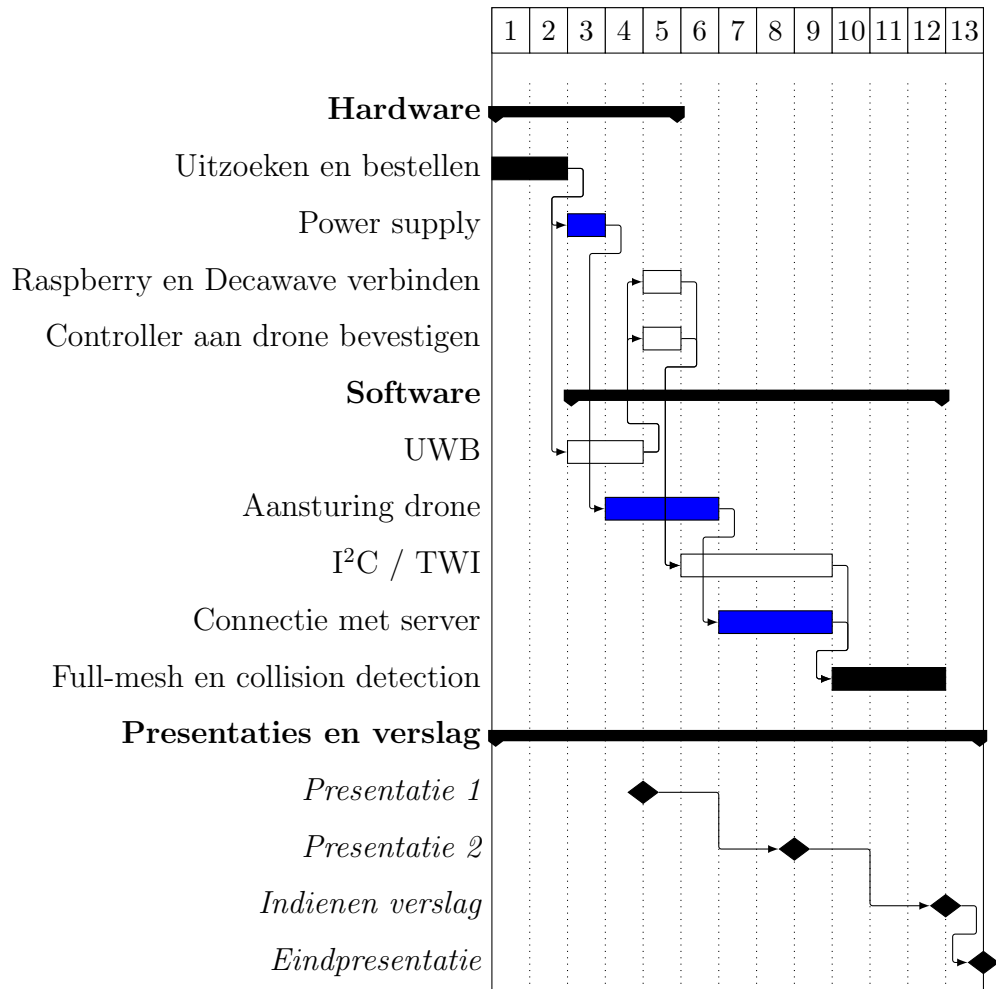 1 2 3 4 5 6 7 8 9 10 11 12 13
Hardware
Uitzoeken en bestellen
Power supply
Raspberry en Decawave verbinden
Controller aan drone bevestigen
Software
UWB
Aansturing drone
I²C / TWI
Connectie met server
Full-mesh en collision detection
Presentaties en verslag
Presentatie 1
Presentatie 2
Indienen verslag
Eindpresentatie